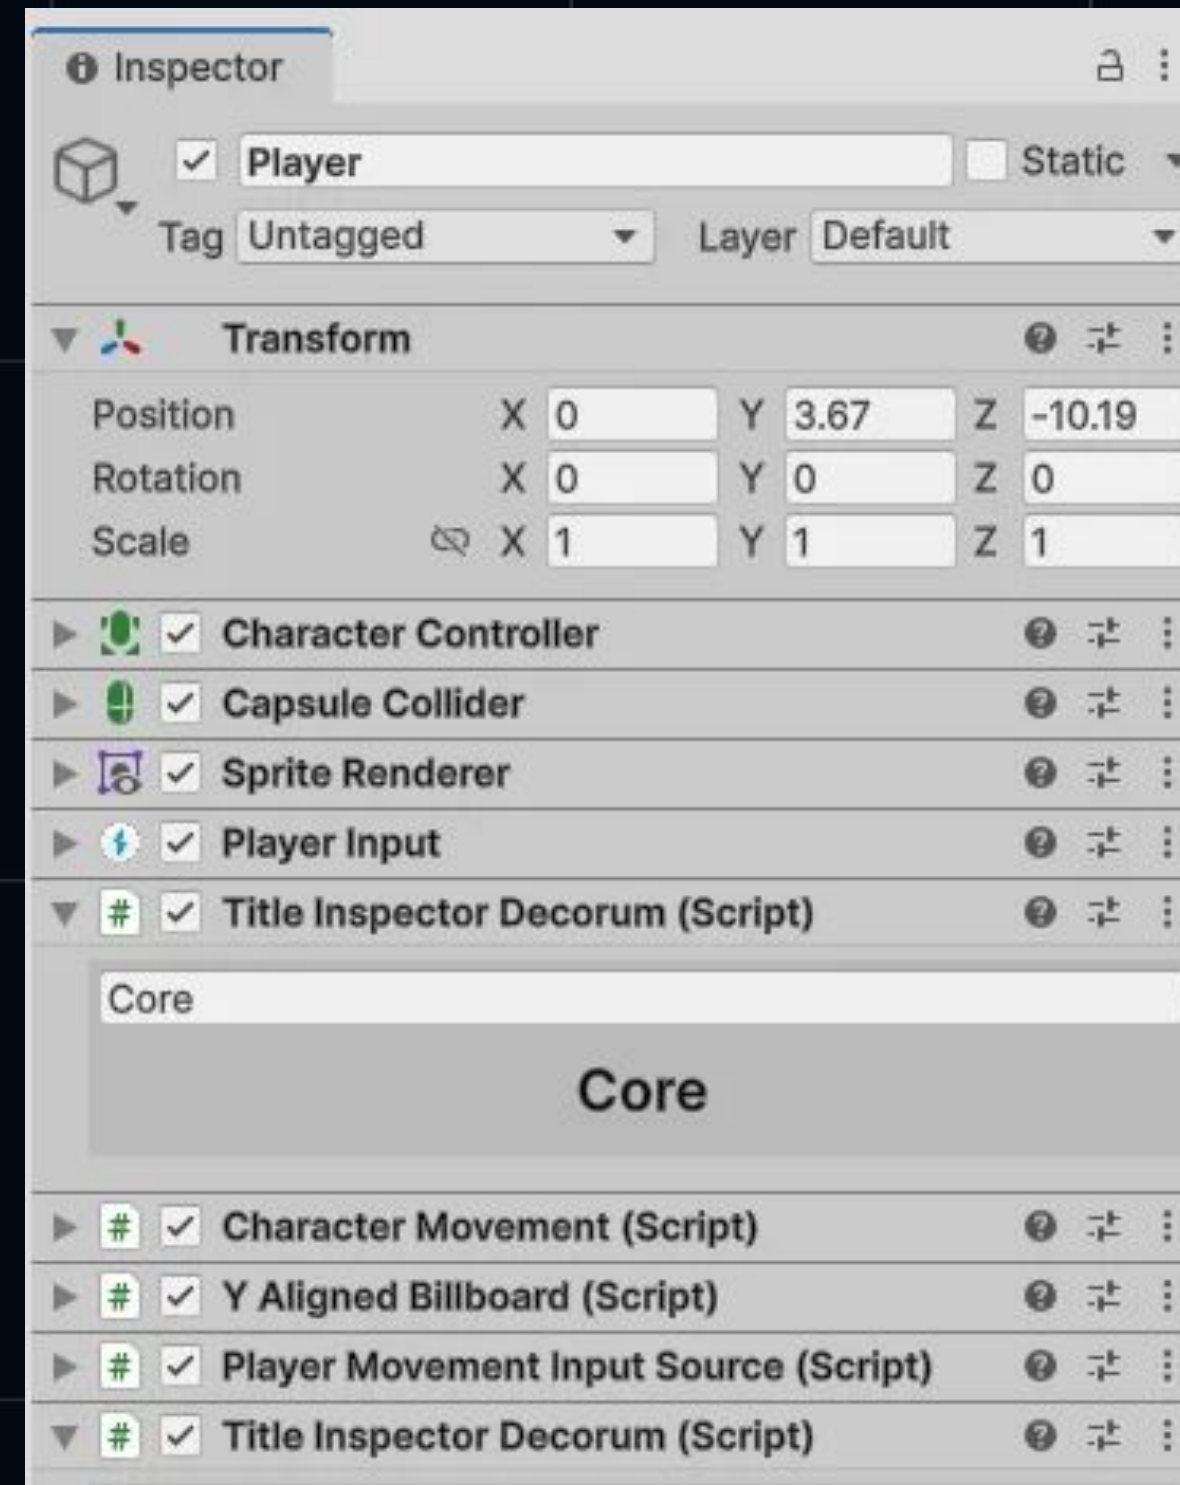 Inspector
Player Static
Tag Untagged Layer Default
Transform
Position X 0 Y 3.67 Z -10.19
Rotation X 0 Y 0 Z 0
Scale X 1 Y 1 Z 1
Character Controller
Capsule Collider
Sprite Renderer
Player Input
# Title Inspector Decorum (Script)
Core
Core
# Character Movement (Script)
# Y Aligned Billboard (Script)
# Player Movement Input Source (Script)
# Title Inspector Decorum (Script)